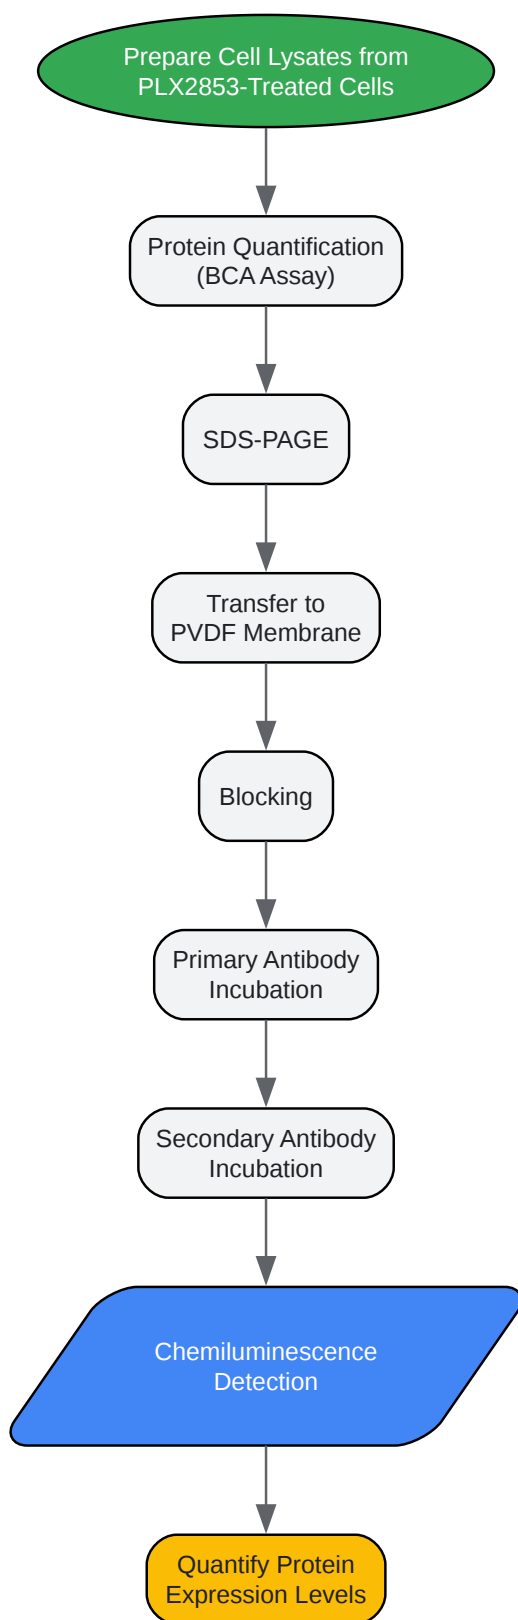 Prepare Cell Lysates from
PLX2853-Treated Cells
Protein Quantification
(BCA Assay)
SDS-PAGE
Transfer to
PVDF Membrane
Blocking
Primary Antibody
Incubation
Secondary Antibody
Incubation
Chemiluminescence
Detection
Quantify Protein
Expression Levels